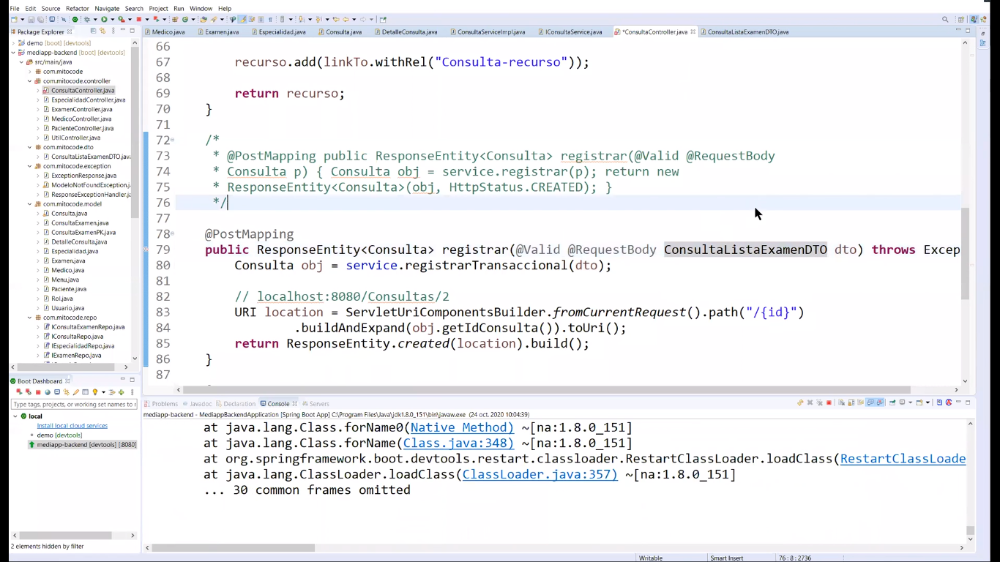 File Edit Source Refactor Navigate Search Project Run Window Help
Package Explorer
Medico.java Examen.java Especialidad.java Consulta.java DetalleConsulta.java ConsultaServiceImpl.java IConsultaService.java *ConsultaController.java ConsultaListaExamenDTO.java
demo [boot] [devtools]
mediapp-backend [boot] [devtools]
src/main/java
com.mitocode
com.mitocode.controller
ConsultaController.java
EspecialidadController.java
ExamenController.java
MedicoController.java
PacienteController.java
UtilController.java
com.mitocode.dto
ConsultaListaExamenDTO.java
com.mitocode.exception
ExceptionResponse.java
ModeloNotFoundException.java
ResponseExceptionHandler.java
com.mitocode.model
Consulta.java
ConsultaExamen.java
ConsultaExamenPK.java
DetalleConsulta.java
Especialidad.java
Examen.java
Medico.java
Menu.java
Paciente.java
Rol.java
Usuario.java
com.mitocode.repo
IConsultaExamenRepo.java
IConsultaRepo.java
IEspecialidadRepo.java
IExamenRepo.java
66
67 recurso.add(linkTo.withRel("Consulta-recurso"));
68
69 return recurso;
70 }
71
72 /*
73 * @PostMapping public ResponseEntity<Consulta> registrar(@Valid @RequestBody
74 * Consulta p) { Consulta obj = service.registrar(p); return new
75 * ResponseEntity<Consulta>(obj, HttpStatus.CREATED); }
76 */
77
78 @PostMapping
79 public ResponseEntity<Consulta> registrar(@Valid @RequestBody ConsultaListaExamenDTO dto) throws Excep
80 Consulta obj = service.registrarTransaccional(dto);
81
82 // localhost:8080/Consultas/2
83 URI location = ServletUriComponentsBuilder.fromCurrentRequest().path("/{id}")
84 .buildAndExpand(obj.getIdConsulta()).toUri();
85 return ResponseEntity.created(location).build();
86 }
87
Boot Dashboard
Type tags, projects, or working set names to
local
Install local cloud services
demo [devtools]
mediapp-backend [devtools] [:8080]
2 elements hidden by filter
Problems Javadoc Declaration Console Servers
mediapp-backend - MediappBackendApplication [Spring Boot App] C:\Program Files\Java\jdk1.8.0_151\bin\javaw.exe (24 oct. 2020 10:04:39)
at java.lang.Class.forName0(Native Method) ~[na:1.8.0_151]
at java.lang.Class.forName(Class.java:348) ~[na:1.8.0_151]
at org.springframework.boot.devtools.restart.classloader.RestartClassLoader.loadClass(RestartClassLoade
at java.lang.ClassLoader.loadClass(ClassLoader.java:357) ~[na:1.8.0_151]
... 30 common frames omitted
Writable Smart Insert 76 : 8 : 2736